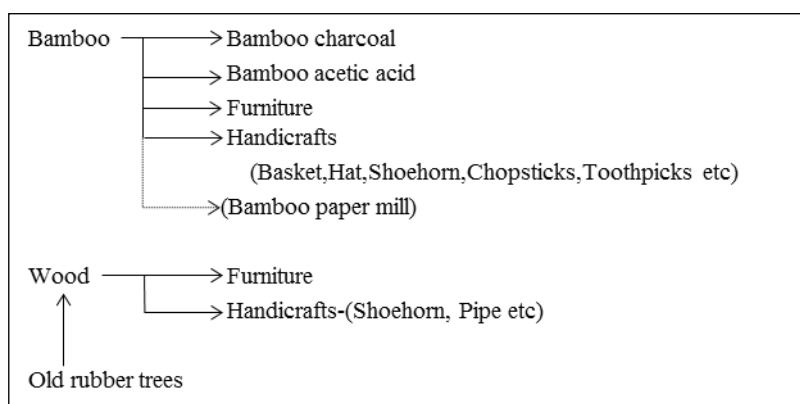 Bamboo
Bamboo charcoal
Bamboo acetic acid
Furniture
Handicrafts
(Basket,Hat,Shoehorn,Chopsticks,Toothpicks etc)
(Bamboo paper mill)
Wood
Furniture
Handicrafts-(Shoehorn, Pipe etc)
Old rubber trees